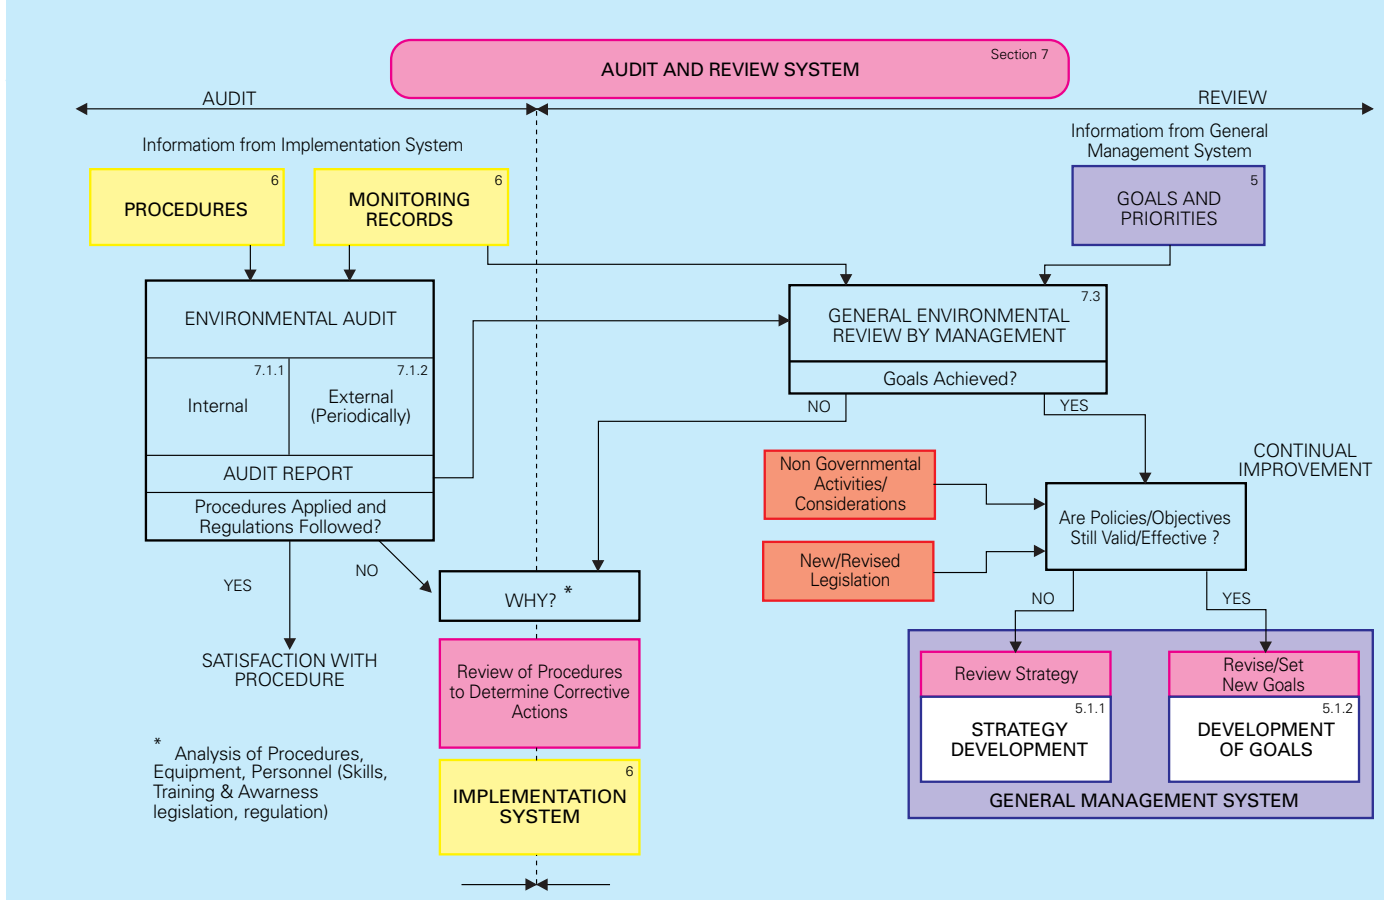 Section 7
AUDIT AND REVIEW SYSTEM
AUDIT
REVIEW
Informatiom from Implementation System
Informatiom from General
Management System
6
PROCEDURES
6
MONITORING
RECORDS
5
GOALS AND
PRIORITIES
ENVIRONMENTAL AUDIT
7.1.1
Internal
7.1.2
External
(Periodically)
AUDIT REPORT
Procedures Applied and
Regulations Followed?
7.3
GENERAL ENVIRONMENTAL
REVIEW BY MANAGEMENT
Goals Achieved?
NO
YES
CONTINUAL
IMPROVEMENT
Non Governmental
Activities/
Considerations
Are Policies/Objectives
Still Valid/Effective ?
New/Revised
Legislation
YES
NO
WHY? *
NO
YES
SATISFACTION WITH
PROCEDURE
Review of Procedures
to Determine Corrective
Actions
Review Strategy
5.1.1
STRATEGY
DEVELOPMENT
Revise/Set
New Goals
5.1.2
DEVELOPMENT
OF GOALS
GENERAL MANAGEMENT SYSTEM
* Analysis of Procedures,
Equipment, Personnel (Skills,
Training & Awarness
legislation, regulation)
6
IMPLEMENTATION
SYSTEM